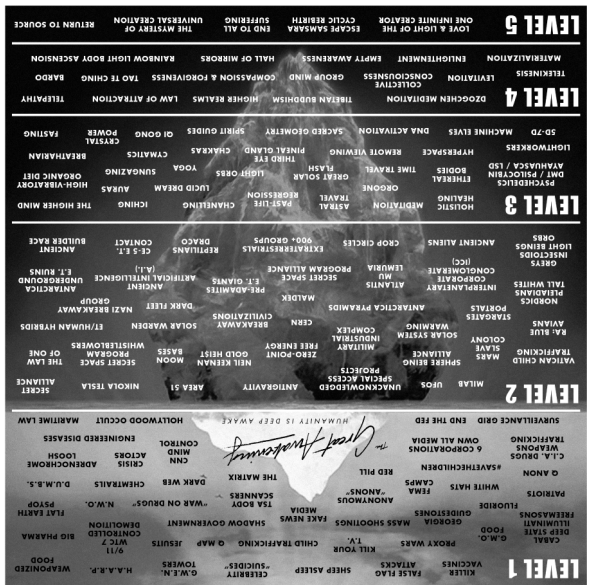 LEVEL 1
KILLER
VACCINES
FALSE FLAG
ATTACKS
SHEEP ASLEEP
CELEBRITY
"SUICIDES"
G.W.E.N.
TOWERS
H.A.A.R.P.
WEAPONIZED
FOOD
CABAL
DEEP STATE
ILLUMINATI
FREEMASONS
G.M.O.
FOOD
PROXY WARS
KILL YOUR
T.V.
CHILD TRAFFICKING
Q MAP
JESUITS
9/11
WTC 7
CONTROLLED
DEMOLITION
BIG PHARMA
GEORGIA
GUIDESTONES
MASS SHOOTINGS
FAKE NEWS
MEDIA
SHADOW GOVERNMENT
FLAT EARTH
PSYOP
FLUORIDE
PATRIOTS
WHITE HATS
FEMA
CAMPS
ANONYMOUS
"ANONS"
TSA BODY
SCANNERS
"WAR ON DRUGS"
N.W.O.
Q ANON
#SAVETHECHILDREN
RED PILL
THE MATRIX
DARK WEB
CHEMTRAILS
D.U.M.B.S
C.I.A. DRUGS
WEAPONS
TRAFFICKING
6 CORPORATIONS
OWN ALL MEDIA
CNN
MIND
CONTROL
CRISIS
ACTORS
ADRENOCHROME
LOOSH
ENGINEERED DISEASES
The
Great Awakening
HUMANITY IS DEEP AWAKE
SURVEILLANCE GRID
END THE FED
HOLLYWOOD OCCULT
MARITIME LAW
LEVEL 2
MILAB
UFOS
UNACKNOWLEDGED
SPECIAL ACCESS
PROJECTS
ANTIGRAVITY
AREA 51
NIKOLA TESLA
SECRET
ALLIANCE
VATICAN CHILD
TRAFFICKING
SPHERE BEING
ALLIANCE
ZERO-POINT
FREE ENERGY
NEIL KEENAN
GOLD HEIST
MOON
BASES
SECRET SPACE
PROGRAM
WHISTLEBLOWERS
THE LAW
OF ONE
MARS
SLAVE
COLONY
SOLAR SYSTEM
WARMING
MILITARY
INDUSTRIAL
COMPLEX
CERN
BREAKAWAY
CIVILIZATIONS
SOLAR WARDEN
ET/HUMAN HYBRIDS
RA: BLUE
AVIANS
STARGATES
PORTALS
ANTARCTICA PYRAMIDS
MALDEK
DARK FLEET
NAZI BREAKAWAY
GROUP
NORDICS
PLEIADIANS
TALL WHITES
INTERPLANETARY
CORPORATE
CONGLOMERATE
(ICC)
ATLANTIS
MU
LEMURIA
PRE-ADAMITES
E.T. GIANTS
SECRET SPACE
PROGRAM ALLIANCE
ANCIENT
ARTIFICIAL INTELLIGENCE
(A.I.)
ANTARCTICA
UNDERGROUND
E.T. RUINS
GREYS
INSECTOIDS
LIGHT BEINGS
ORBS
ANCIENT ALIENS
CROP CIRCLES
EXTRATERRESTRIALS
900+ GROUPS
DRACO
REPTILIANS
CE-5 E.T.
CONTACT
ANCIENT
BUILDER RACE
LEVEL 3
HOLISTIC
HEALING
MEDITATION
ASTRAL
TRAVEL
PAST-LIFE
REGRESSION
CHANNELLING
ICHING
THE HIGHER MIND
PSYCHEDELICS
DMT / PSILOCYBIN
AYAHUASCA / LSD
ETHEREAL
BODIES
ORGONE
TIME TRAVEL
GREAT SOLAR
FLASH
LIGHT ORBS
LUCID DREAM
AURAS
YOGA
SUNGAZING
HIGH-VIBRATORY
ORGANIC DIET
LIGHTWORKERS
HYPERSPACE
REMOTE VIEWING
THIRD EYE
PINEAL GLAND
CHAKRAS
CYMATICS
BREATHARIAN
5D-7D
MACHINE ELVES
DNA ACTIVATION
SACRED GEOMETRY
SPIRIT GUIDES
QI GONG
CRYSTAL
POWER
FASTING
LEVEL 4
DZOGCHEN MEDITATION
TIBETAN BUDDHISM
HIGHER REALMS
LAW OF ATTRACTION
TELEPATHY
TELEKINESIS
LEVITATION
COLLECTIVE
CONSCIOUSNESS
GROUP MIND
COMPASSION & FORGIVENESS
TAO TE CHING
BARDO
MATERIALIZATION
ENLIGHTENMENT
EMPTY AWARENESS
HALL OF MIRRORS
RAINBOW LIGHT BODY ASCENSION
LEVEL 5
LOVE & LIGHT OF THE
ONE INFINITE CREATOR
ESCAPE SAMSARA
CYCLIC REBIRTH
END TO ALL
SUFFERING
THE MYSTERY OF
UNIVERSAL CREATION
RETURN TO SOURCE